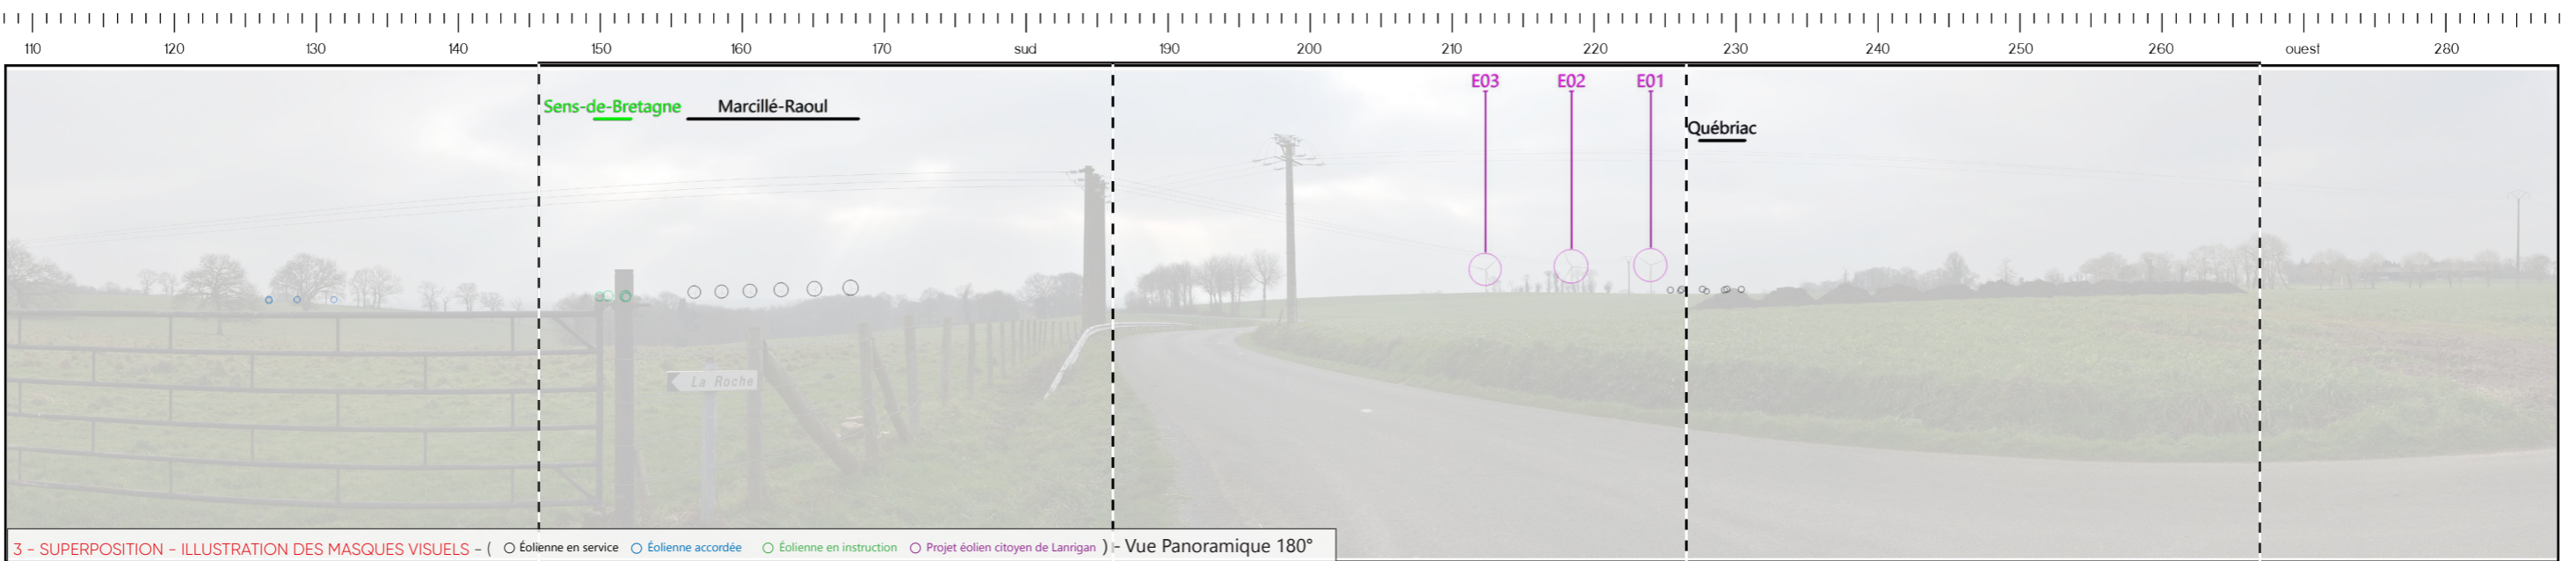 110 120 130 140 150 160 170 sud 190 200 210 220 230 240 250 260 ouest 280
E03 E02 E01
Sens-de-Bretagne Marcillé-Raoul
Québriac
La Roche
3 - SUPERPOSITION - ILLUSTRATION DES MASQUES VISUELS - ( Éolienne en service Éolienne accordée Éolienne en instruction Projet éolien citoyen de Lanrigan ) - Vue Panoramique 180°